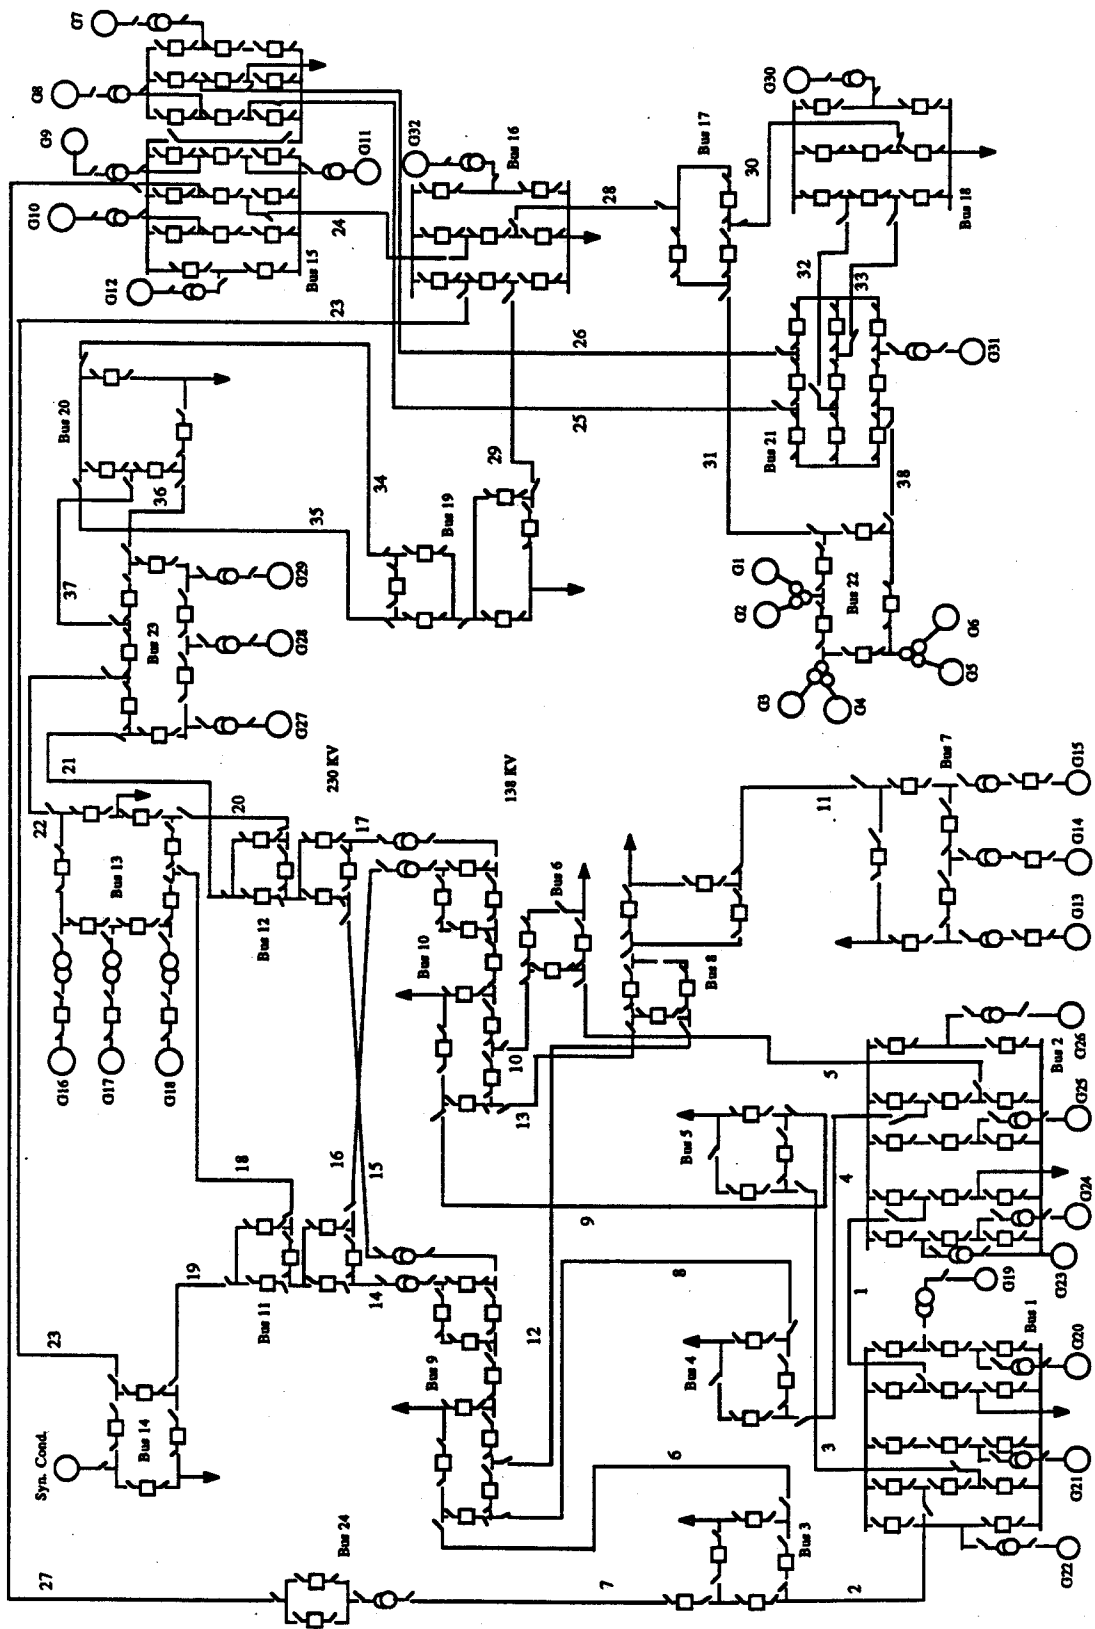 G7
G8
G9
G10
G11
G12
Bus 15
24
23
G32
Bus 16
28
Bus 17
30
G30
Bus 18
32
33
26
25
G31
Bus 21
31
38
29
Bus 20
36
34
35
Bus 19
37
Bus 23
G29
G28
G27
G1
G2
Bus 22
G3
G4
G5
G6
21
22
20
230 KV
138 KV
17
Bus 13
Bus 12
G16
G17
G18
18
16
15
Bus 10
Bus 6
10
13
Bus 8
11
Bus 7
G15
G14
G13
5
Bus 2
G26
G25
4
G24
G23
Bus 5
9
19
Bus 11
14
12
Bus 9
8
Bus 4
3
1
G19
Bus 1
G20
G21
G22
23
Syn. Cond.
Bus 14
6
Bus 24
27
7
Bus 3
2